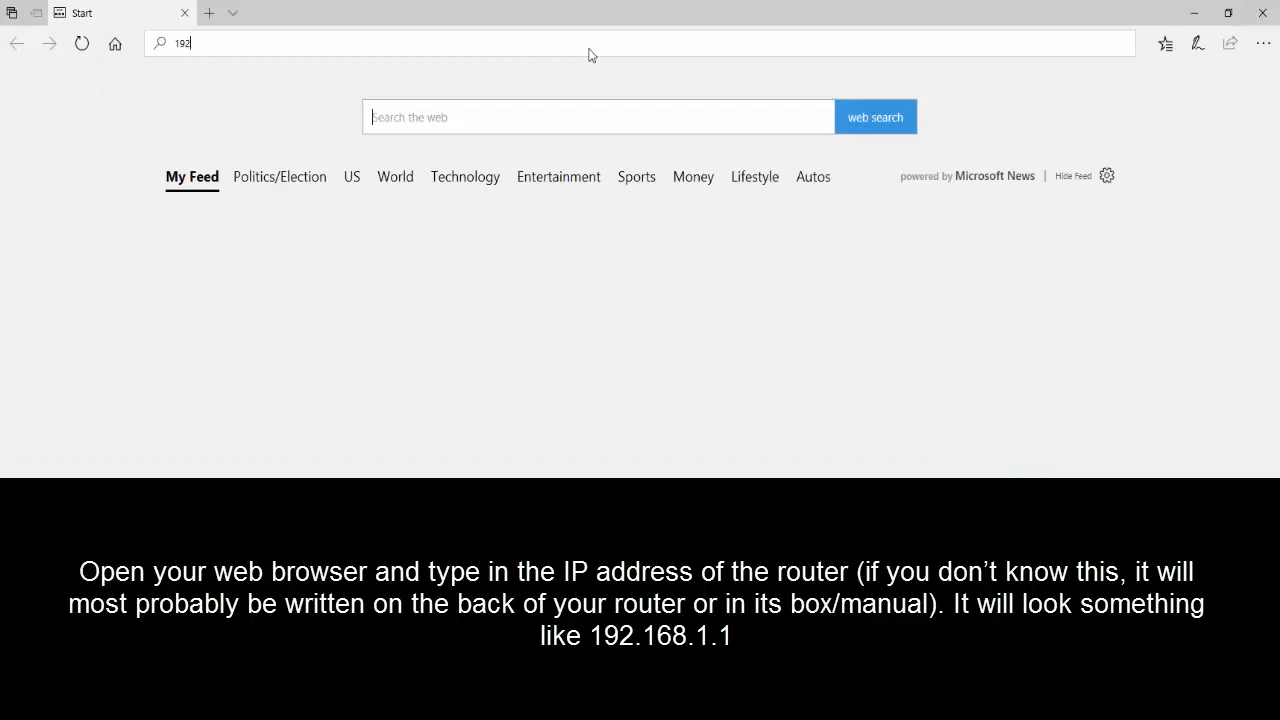 Start
192
Search the web
web search
My Feed Politics/Election US World Technology Entertainment Sports Money Lifestyle Autos powered by Microsoft News | Hide Feed
Open your web browser and type in the IP address of the router (if you don’t know this, it will
most probably be written on the back of your router or in its box/manual). It will look something
like 192.168.1.1